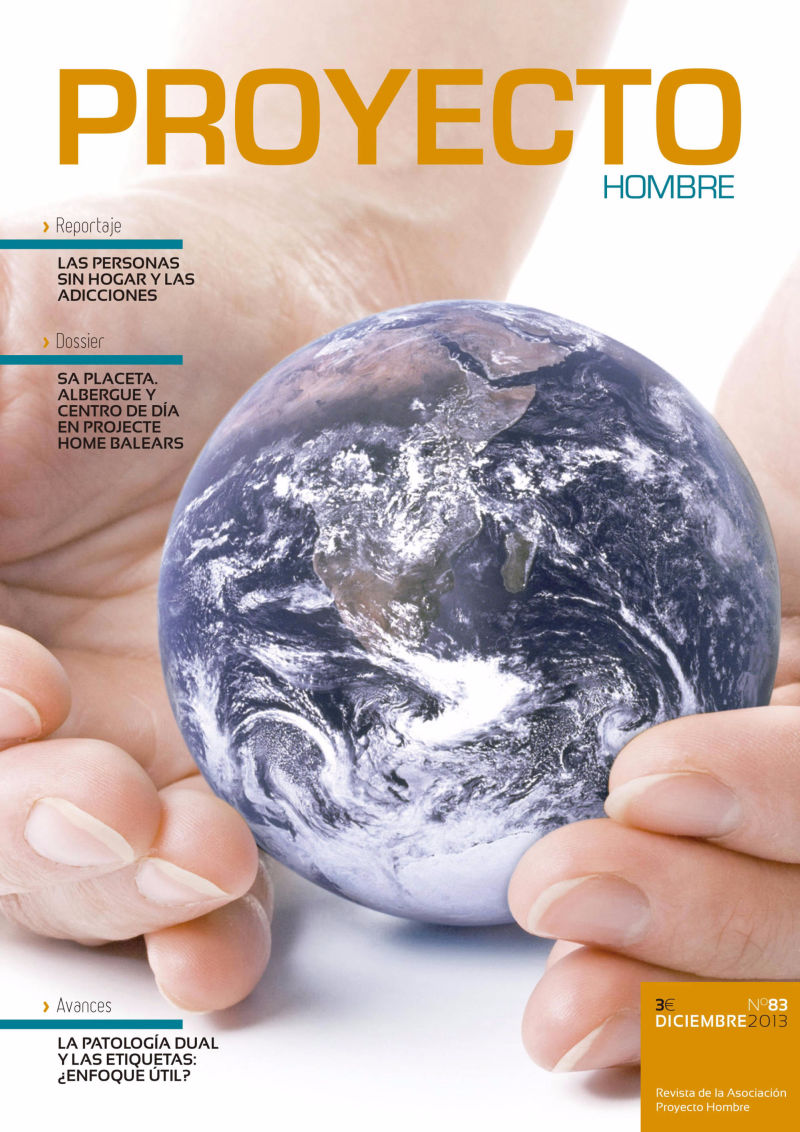 PROYECTO
HOMBRE
› Reportaje
LAS PERSONAS
SIN HOGAR Y LAS
ADICCIONES
› Dossier
SA PLACETA.
ALBERGUE Y
CENTRO DE DÍA
EN PROJECTE
HOME BALEARS
› Avances
LA PATOLOGÍA DUAL
Y LAS ETIQUETAS:
¿ENFOQUE ÚTIL?
3€ Nº83
DICIEMBRE2013
Revista de la Asociación
Proyecto Hombre